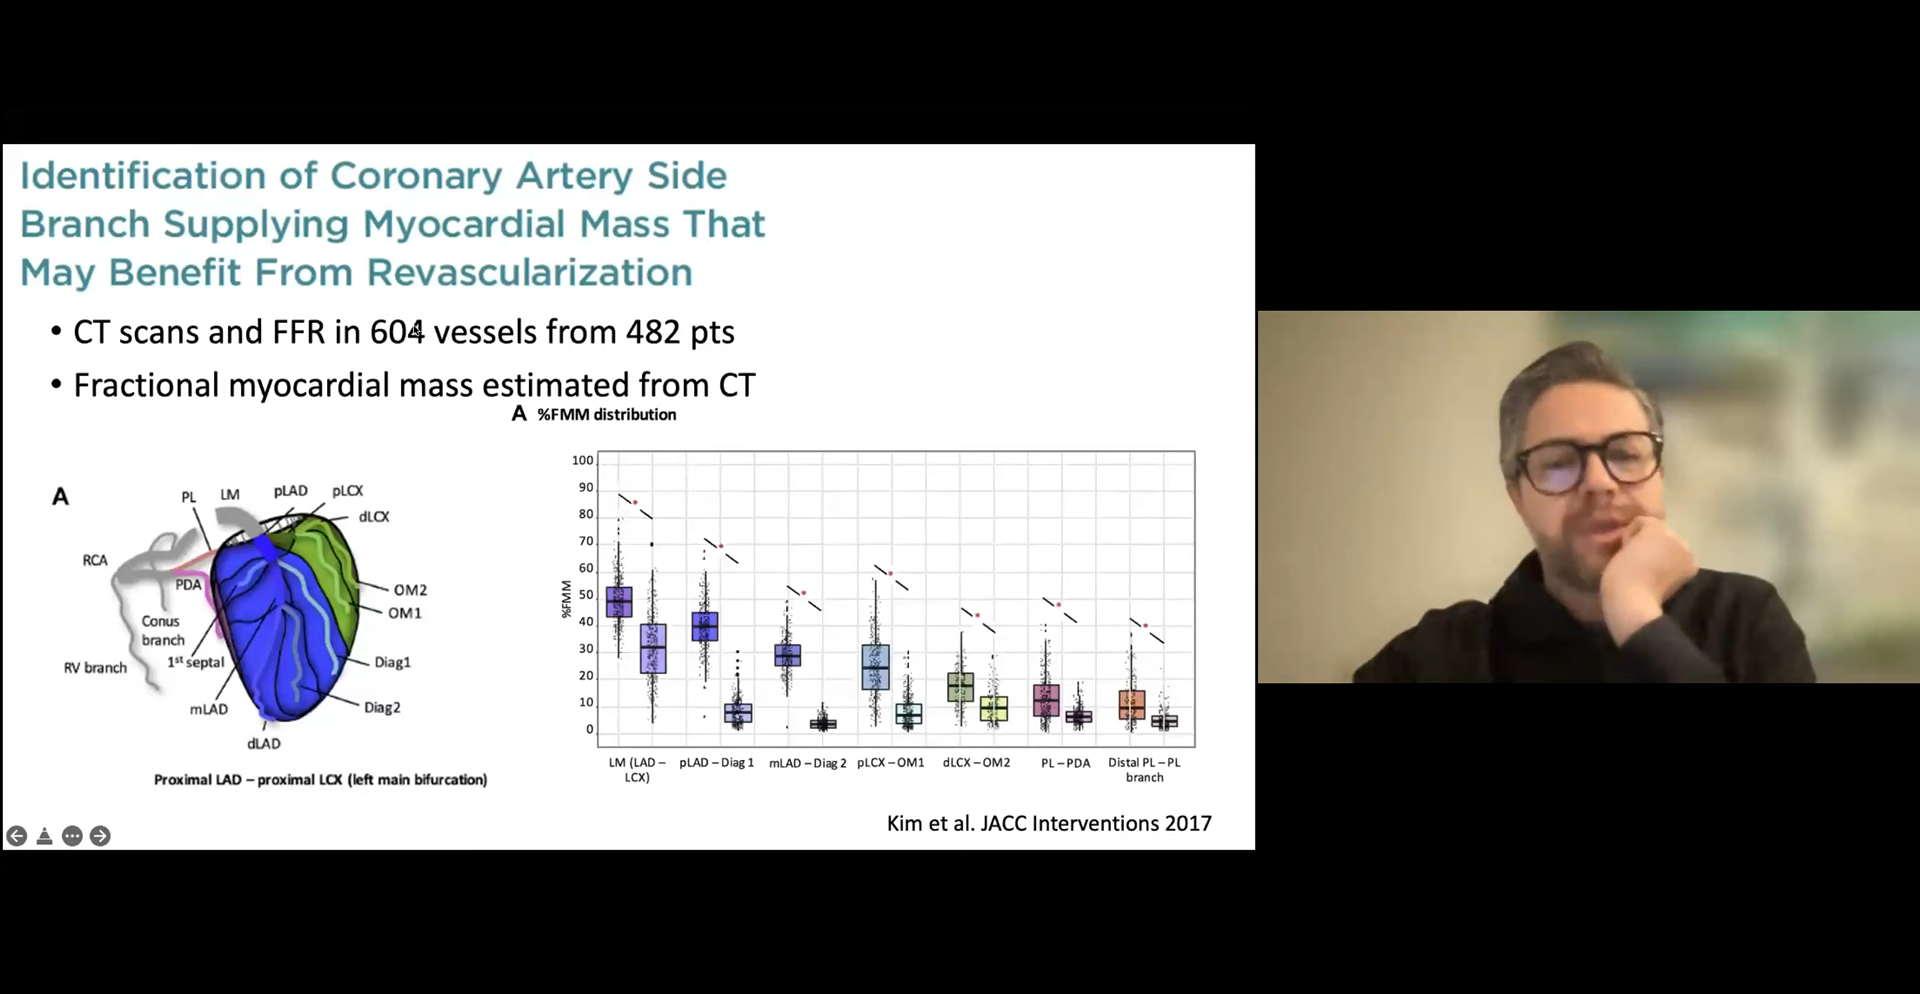 Identification of Coronary Artery Side
Branch Supplying Myocardial Mass That
May Benefit From Revascularization
• CT scans and FFR in 604 vessels from 482 pts
• Fractional myocardial mass estimated from CT
A %FMM distribution
A
PL
LM
pLAD
pLCX
dLCX
RCA
PDA
OM2
OM1
Conus
branch
1st septal
RV branch
Diag1
mLAD
Diag2
dLAD
Proximal LAD – proximal LCX (left main bifurcation)
%FMM
100
90
80
70
60
50
40
30
20
10
0
LM (LAD –
LCX)
pLAD – Diag 1
mLAD – Diag 2
pLCX – OM1
dLCX – OM2
PL – PDA
Distal PL – PL
branch
Kim et al. JACC Interventions 2017